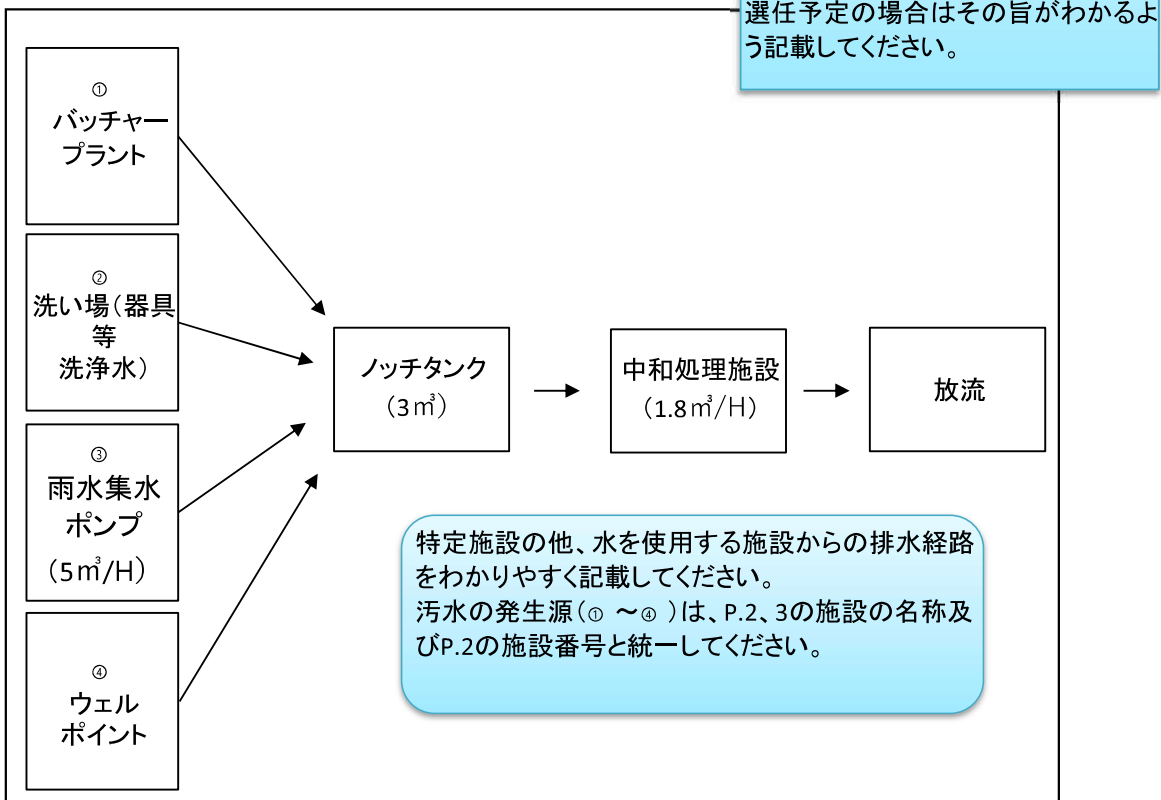 選任予定の場合はその旨がわかるよ
う記載してください。
①
バッチャー
プラント
②
洗い場(器具
等
洗浄水)
③
雨水集水
ポンプ
(5㎥/H)
④
ウェル
ポイント
ノッチタンク
(3㎥)
中和処理施設
(1.8㎥/H)
放流
特定施設の他、水を使用する施設からの排水経路
をわかりやすく記載してください。
汚水の発生源(① ~④ )は、P.2、3の施設の名称及
びP.2の施設番号と統一してください。